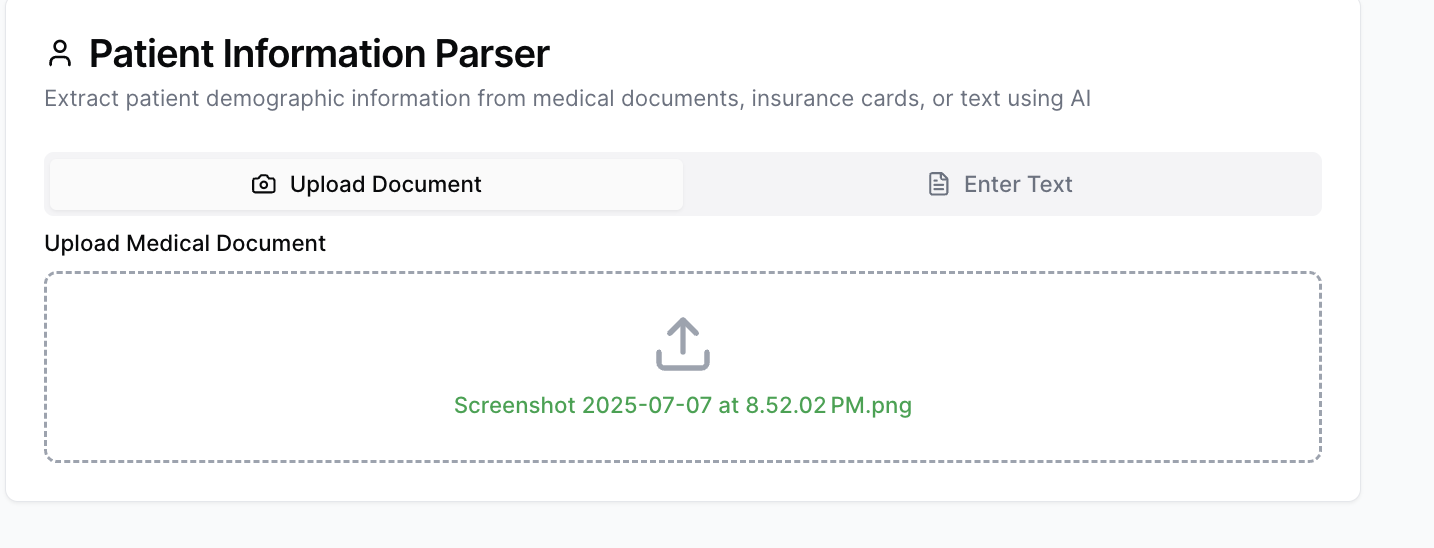 Patient Information Parser
Extract patient demographic information from medical documents, insurance cards, or text using AI
Upload Document
Enter Text
Upload Medical Document
Screenshot 2025-07-07 at 8.52.02 PM.png